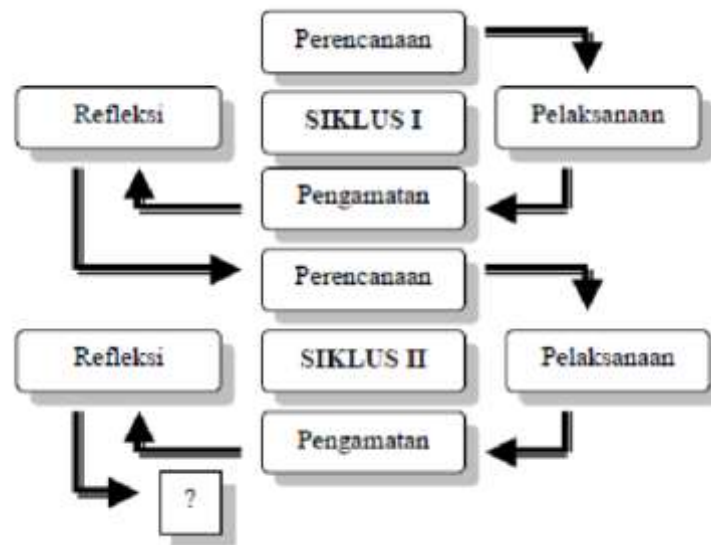 Perencanaan
Refleksi
SIKLUS I
Pelaksanaan
Pengamatan
Perencanaan
Refleksi
SIKLUS II
Pelaksanaan
Pengamatan
?